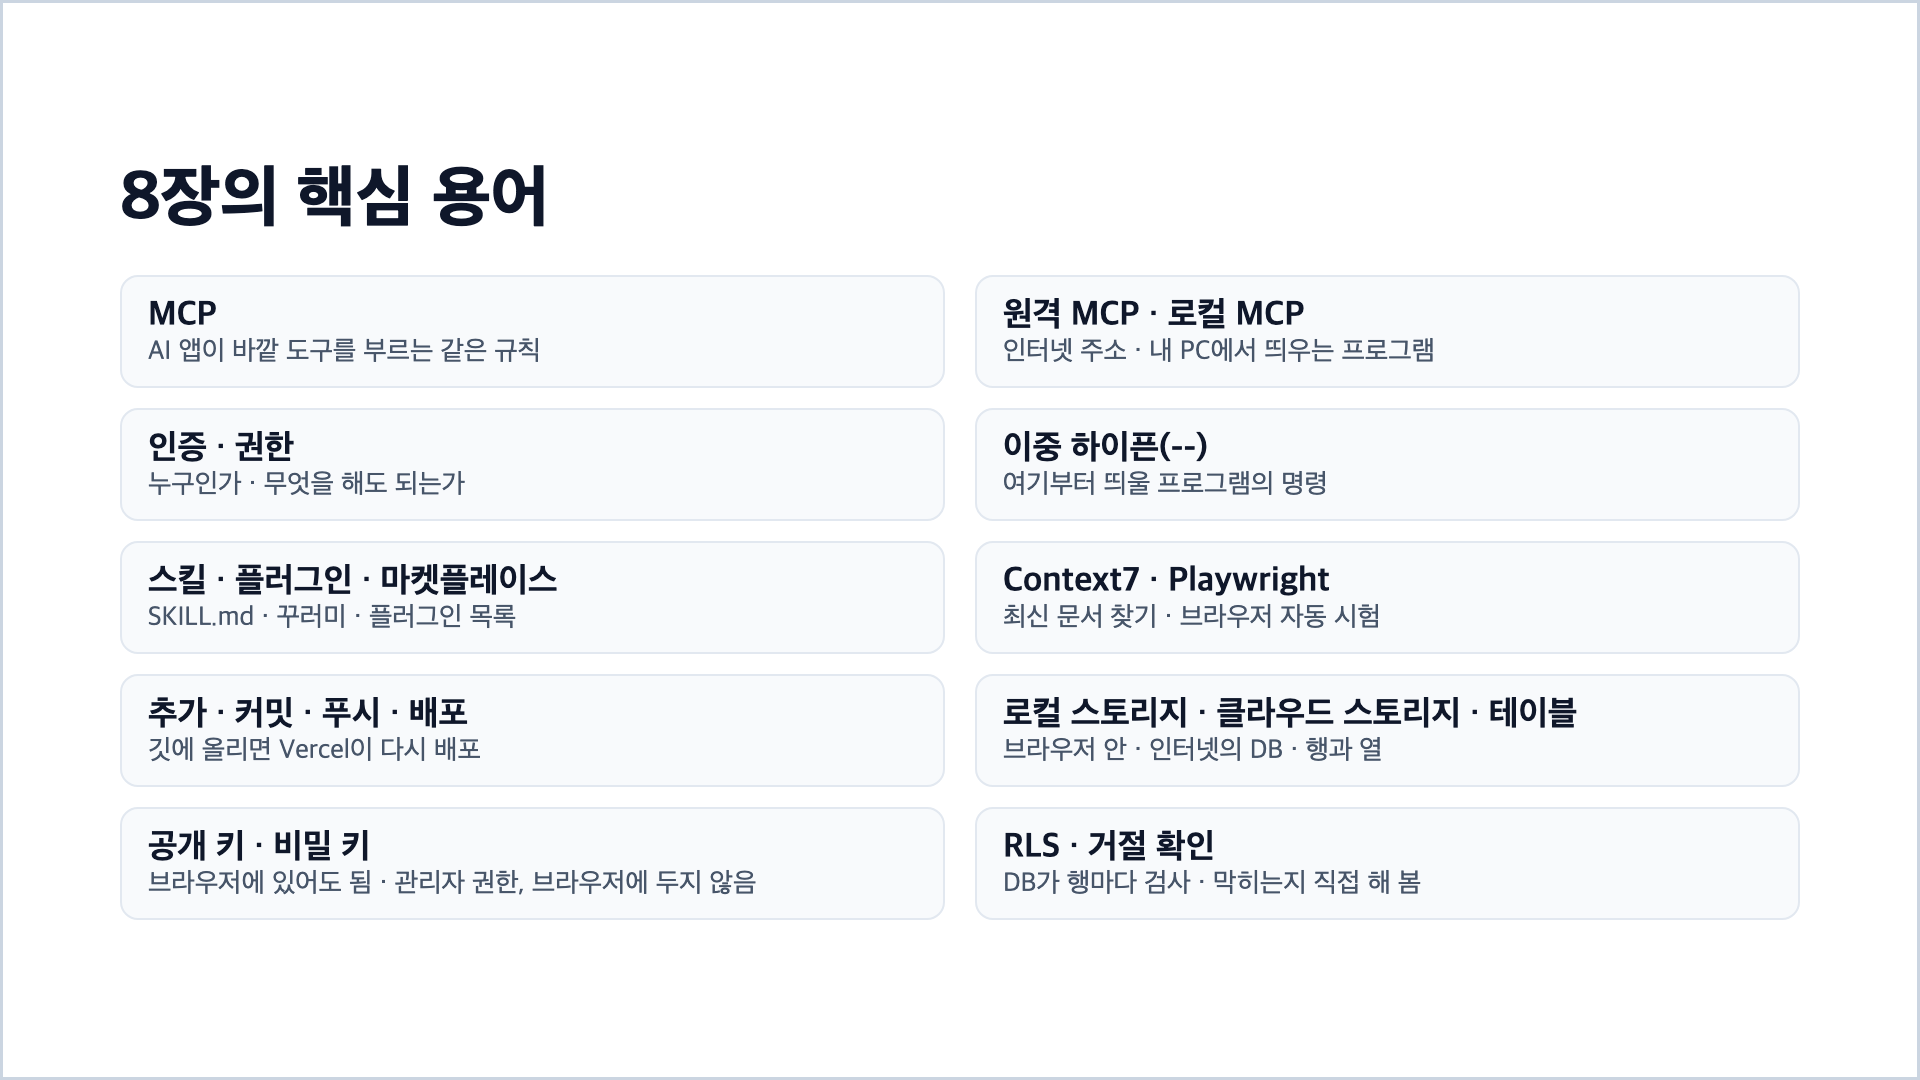 8장의 핵심 용어
MCP
AI 앱이 바깥 도구를 부르는 같은 규칙
원격 MCP · 로컬 MCP
인터넷 주소 · 내 PC에서 띄우는 프로그램
인증 · 권한
누구인가 · 무엇을 해도 되는가
이중 하이픈(--)
여기부터 띄울 프로그램의 명령
스킬 · 플러그인 · 마켓플레이스
SKILL.md · 꾸러미 · 플러그인 목록
Context7 · Playwright
최신 문서 찾기 · 브라우저 자동 시험
추가 · 커밋 · 푸시 · 배포
깃에 올리면 Vercel이 다시 배포
로컬 스토리지 · 클라우드 스토리지 · 테이블
브라우저 안 · 인터넷의 DB · 행과 열
공개 키 · 비밀 키
브라우저에 있어도 됨 · 관리자 권한, 브라우저에 두지 않음
RLS · 거절 확인
DB가 행마다 검사 · 막히는지 직접 해 봄